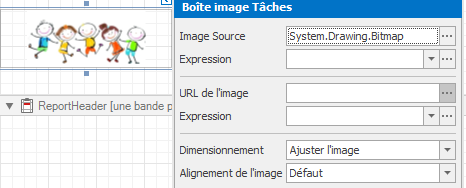 Boîte image Tâches
Image Source System.Drawing.Bitmap
Expression
URL de l'image
ReportHeader [une bande p
Expression
Dimensionnement Ajuster l'image
Alignement de l'image Défaut